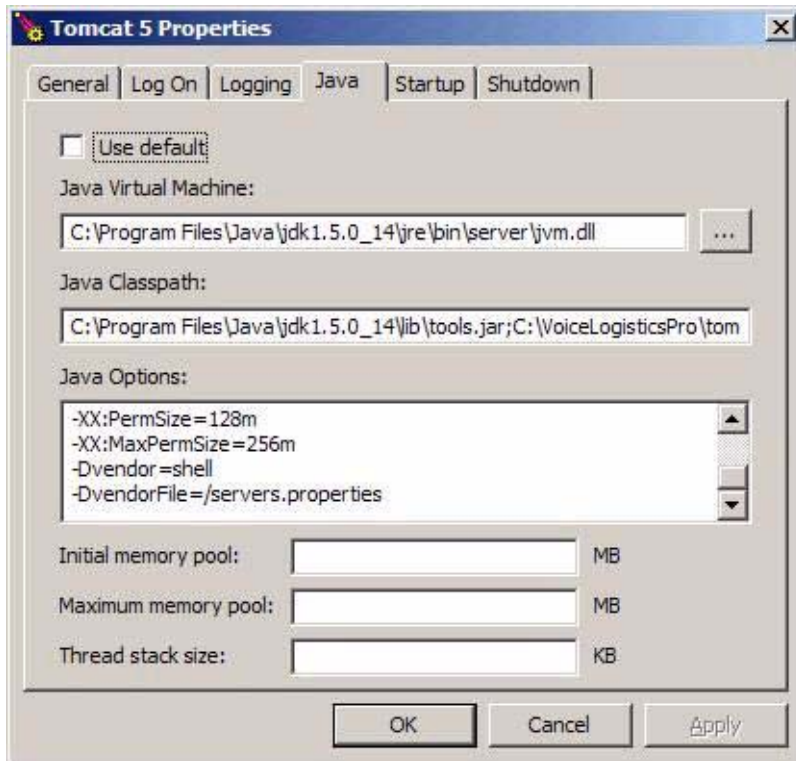 Tomcat 5 Properties
General Log On Logging Java Startup Shutdown
Use default
Java Virtual Machine:
C:\Program Files\Java\jdk1.5.0_14\jre\bin\server\jvm.dll ...
Java Classpath:
C:\Program Files\Java\jdk1.5.0_14\lib\tools.jar;C:\VoiceLogisticsPro\tom
Java Options:
-XX:PermSize=128m
-XX:MaxPermSize=256m
-Dvendor=shell
-DvendorFile=/servers.properties
Initial memory pool: MB
Maximum memory pool: MB
Thread stack size: KB
OK Cancel Apply